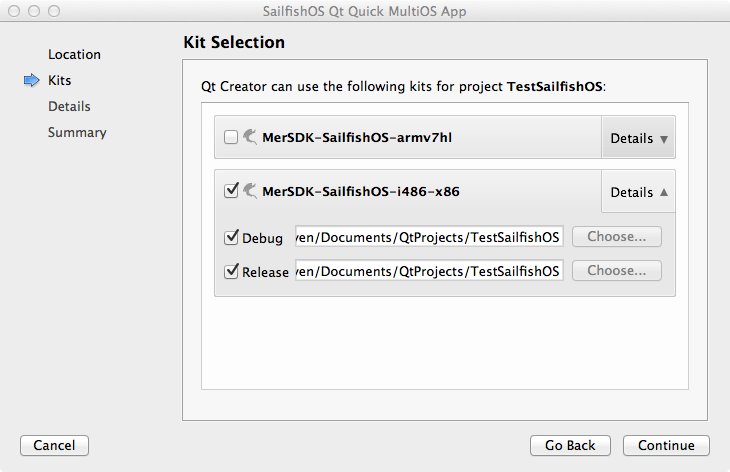 SailfishOS Qt Quick MultiOS App
Location
Kits
Details
Summary
Kit Selection
Qt Creator can use the following kits for project TestSailfishOS:
MerSDK-SailfishOS-armv7hl Details
MerSDK-SailfishOS-i486-x86 Details
Debug ven/Documents/QtProjects/TestSailfishOS Choose...
Release ven/Documents/QtProjects/TestSailfishOS Choose...
Cancel Go Back Continue